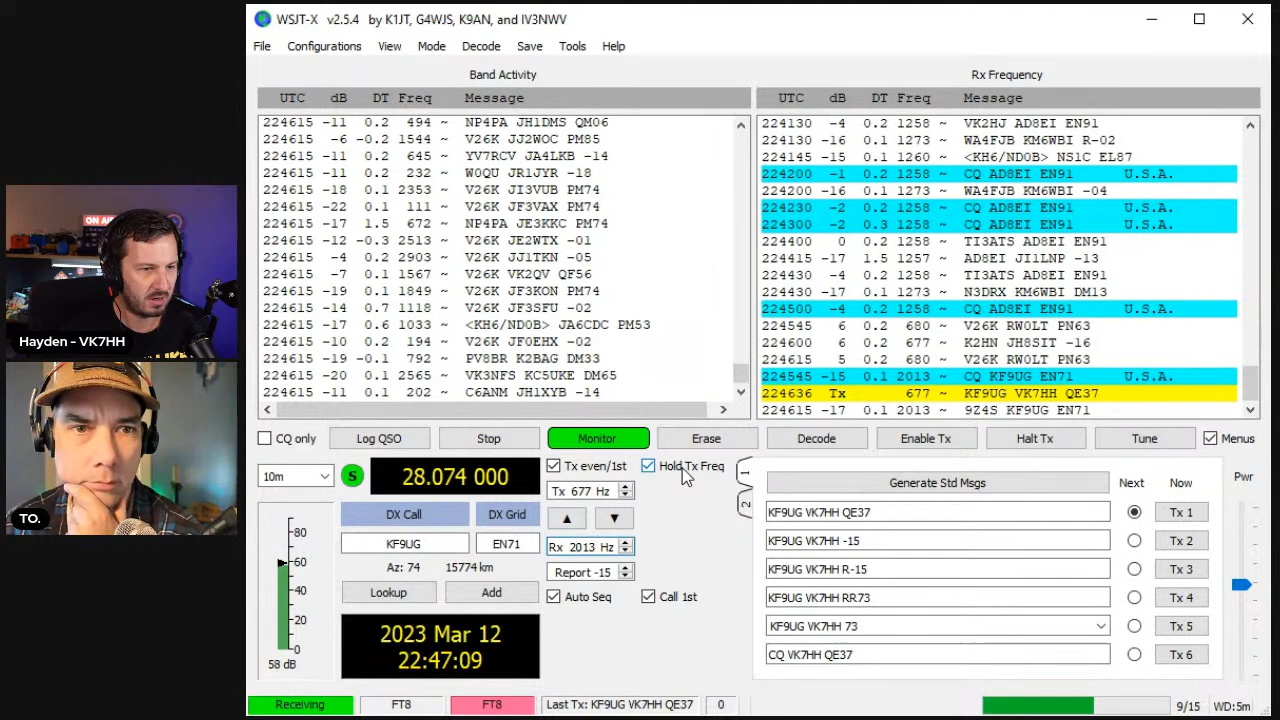 WSJT-X v2.5.4 by K1JT, G4WJS, K9AN, and IV3NWV
File Configurations View Mode Decode Save Tools Help
Band Activity
UTC dB DT Freq Message
224615 -11 0.2 494 ~ NP4PA JH1DMS QM06
224615 -6 -0.2 1544 ~ V26K JJ2WOC PM85
224615 -11 0.2 645 ~ YV7RCV JA4LKB -14
224615 -11 0.2 232 ~ W0QU JR1JYR -18
224615 -18 0.1 2353 ~ V26K JI3VUB PM74
224615 -22 0.1 111 ~ V26K JF3VAX PM74
224615 -17 1.5 672 ~ NP4PA JE3KKC PM74
224615 -12 -0.3 2513 ~ V26K JE2WTX -01
224615 -4 0.2 2903 ~ V26K JJ1TKN -05
224615 -7 0.1 1567 ~ V26K VK2QV QF56
224615 -19 0.1 1849 ~ V26K JF3KON PM74
224615 -14 0.7 1118 ~ V26K JF3SFU -02
224615 -17 0.6 1033 ~ <KH6/ND0B> JA6CDC PM53
224615 -10 0.2 194 ~ V26K JF0EHX -02
224615 -19 -0.1 792 ~ PV8BR K2BAG DM33
224615 -20 0.1 2565 ~ VK3NFS KC5UKE DM65
224615 -11 0.1 202 ~ C6ANM JH1XYB -14
Rx Frequency
UTC dB DT Freq Message
224130 -4 0.2 1258 ~ VK2HJ AD8EI EN91
224130 -16 0.1 1273 ~ WA4FJB KM6WBI R-02
224145 -15 0.1 1260 ~ <KH6/ND0B> NS1C EL87
224200 -1 0.2 1258 ~ CQ AD8EI EN91 U.S.A.
224200 -16 0.1 1273 ~ WA4FJB KM6WBI -04
224230 -2 0.2 1258 ~ CQ AD8EI EN91 U.S.A.
224300 -2 0.3 1258 ~ CQ AD8EI EN91 U.S.A.
224400 0 0.2 1258 ~ TI3ATS AD8EI EN91
224415 -17 1.5 1257 ~ AD8EI JI1LNP -13
224430 -4 0.2 1258 ~ TI3ATS AD8EI EN91
224430 -17 0.1 1273 ~ N3DRX KM6WBI DM13
224500 -4 0.2 1258 ~ CQ AD8EI EN91 U.S.A.
224545 6 0.2 680 ~ V26K RW0LT PN63
224600 6 0.2 677 ~ K2HN JH8SIT -16
224615 5 0.2 680 ~ V26K RW0LT PN63
224545 -15 0.1 2013 ~ CQ KF9UG EN71 U.S.A.
224636 Tx 677 ~ KF9UG VK7HH QE37
224615 -17 0.1 2013 ~ 9Z4S KF9UG EN71
ON AI
Hayden - VK7HH
TO.
CQ only Log QSO Stop Monitor Erase Decode Enable Tx Halt Tx Tune Menus
10m S 28.074 000
Tx even/1st Hold Tx Freq
Tx 677 Hz
DX Call DX Grid
KF9UG EN71
Rx 2013 Hz
Az: 74 15774 km
Report -15
Lookup Add
Auto Seq Call 1st
2023 Mar 12
22:47:09
80
60
40
20
0
58 dB
1
2
Generate Std Msgs Next Now Pwr
KF9UG VK7HH QE37 Tx 1
KF9UG VK7HH -15 Tx 2
KF9UG VK7HH R-15 Tx 3
KF9UG VK7HH RR73 Tx 4
KF9UG VK7HH 73 Tx 5
CQ VK7HH QE37 Tx 6
Receiving FT8 FT8 Last Tx: KF9UG VK7HH QE37 0 9/15 WD:5m